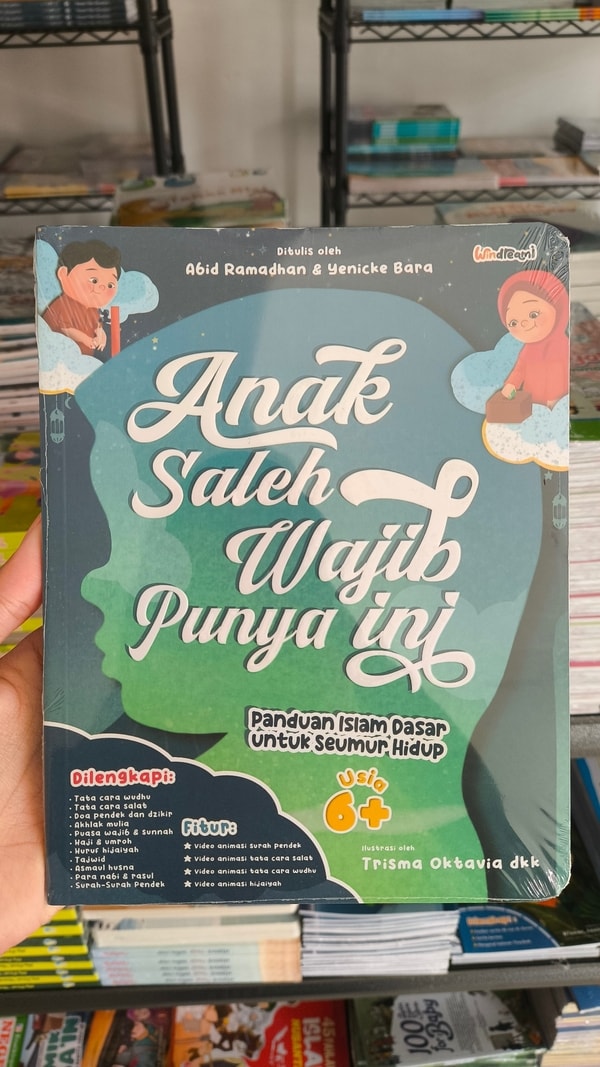 Ditulis oleh
Abid Ramadhan & Yenicke Bara
Windreami
Anak
Saleh
Wajib
Punya ini
Panduan Islam Dasar
untuk Seumur Hidup
Usia
6+
Ilustrasi oleh
Trisma Oktavia dkk
Dilengkapi:
• Tata cara wudhu
• Tata cara salat
• Doa pendek dan dzikir
• Akhlak mulia
• Puasa wajib & sunnah
• Haji & umroh
• Huruf hijaiyah
• Tajwid
• Asmaul husna
• Para nabi & rasul
• Surah-Surah Pendek
Fitur:
★ Video animasi surah pendek
★ Video animasi tata cara salat
★ Video animasi tata cara wudhu
★ Video animasi hijaiyah
100
for Baby